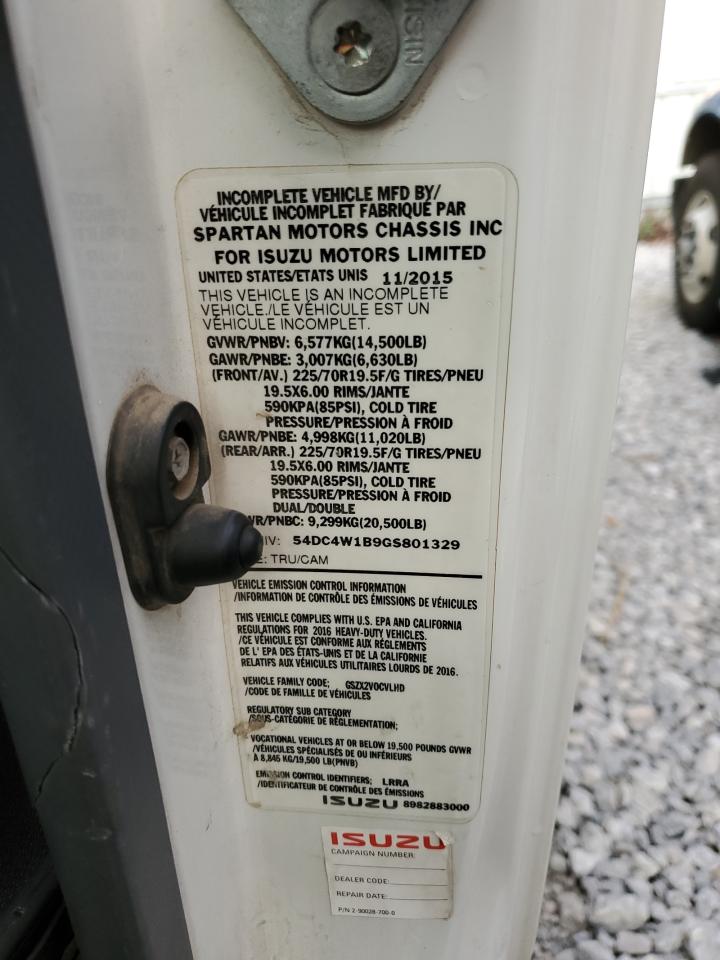 AISIN
INCOMPLETE VEHICLE MFD BY/
VÉHICULE INCOMPLET FABRIQUÉ PAR
SPARTAN MOTORS CHASSIS INC
FOR ISUZU MOTORS LIMITED
UNITED STATES/ETATS UNIS 11/2015
THIS VEHICLE IS AN INCOMPLETE
VEHICLE./LE VÉHICULE EST UN
VÉHICULE INCOMPLET.
GVWR/PNBV: 6,577KG(14,500LB)
GAWR/PNBE: 3,007KG(6,630LB)
(FRONT/AV.) 225/70R19.5F/G TIRES/PNEU
19.5X6.00 RIMS/JANTE
590KPA(85PSI), COLD TIRE
PRESSURE/PRESSION À FROID
GAWR/PNBE: 4,998KG(11,020LB)
(REAR/ARR.) 225/70R19.5F/G TIRES/PNEU
19.5X6.00 RIMS/JANTE
590KPA(85PSI), COLD TIRE
PRESSURE/PRESSION À FROID
DUAL/DOUBLE
WR/PNBC: 9,299KG(20,500LB)
IV: 54DC4W1B9GS801329
E: TRU/CAM
VEHICLE EMISSION CONTROL INFORMATION
/INFORMATION DE CONTRÔLE DES ÉMISSIONS DE VÉHICULES
THIS VEHICLE COMPLIES WITH U.S. EPA AND CALIFORNIA
REGULATIONS FOR 2016 HEAVY-DUTY VEHICLES.
/CE VÉHICULE EST CONFORME AUX RÉGLEMENTS
DE L' EPA DES ÉTATS-UNIS ET DE LA CALIFORNIE
RELATIFS AUX VÉHICULES UTILITAIRES LOURDS DE 2016.
VEHICLE FAMILY CODE; GSZX2VOCVLHD
/CODE DE FAMILLE DE VÉHICULES
REGULATORY SUB CATEGORY
/SOUS-CATÉGORIE DE RÉGLEMENTATION;
VOCATIONAL VEHICLES AT OR BELOW 19,500 POUNDS GVWR
/VÉHICULES SPÉCIALISÉS DE OU INFÉRIEURS
À 8,845 KG/19,500 LB(PNVB)
EMISSION CONTROL IDENTIFIERS; LRRA
/IDENTIFICATEUR DE CONTRÔLE DES ÉMISSIONS
ISUZU 8982883000
ISUZU
CAMPAIGN NUMBER:
DEALER CODE:
REPAIR DATE:
P/N 2-90028-700-0